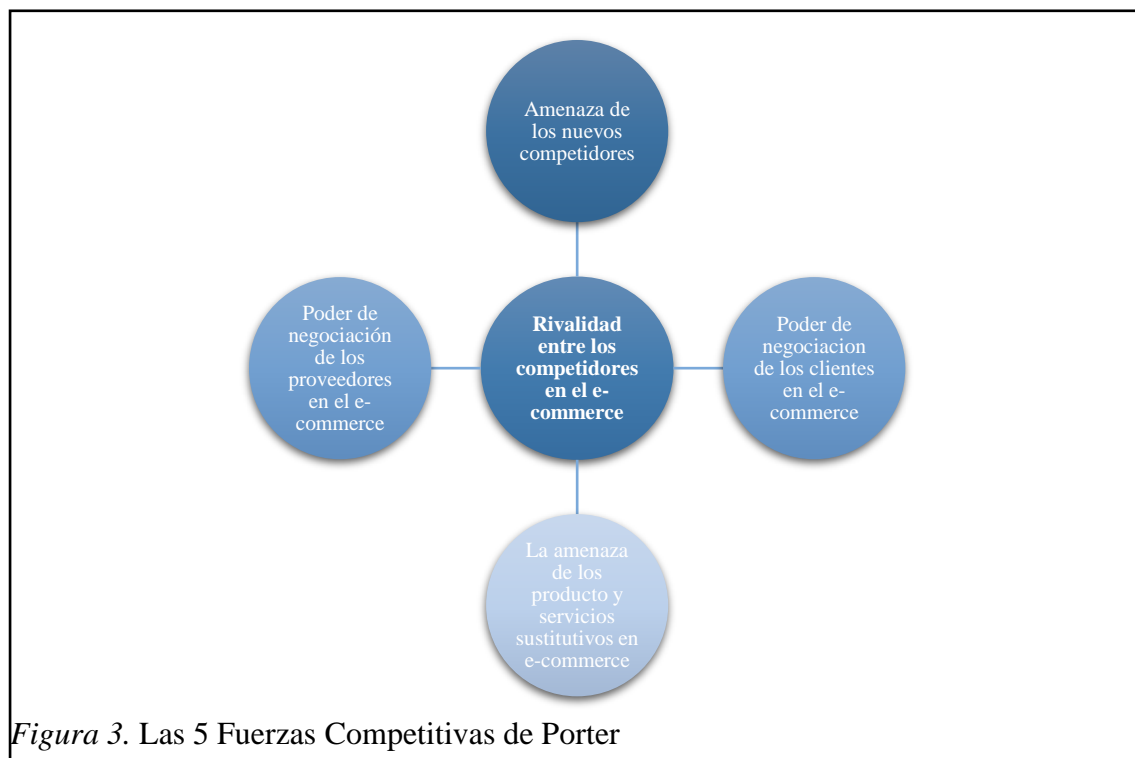 Amenaza de
los nuevos
competidores
Poder de
negociación
de los
proveedores
en el e-
commerce
Rivalidad
entre los
competidores
en el e-
commerce
Poder de
negociacion
de los clientes
en el e-
commerce
La amenaza
de los
producto y
servicios
sustitutivos en
e-commerce
Figura 3. Las 5 Fuerzas Competitivas de Porter